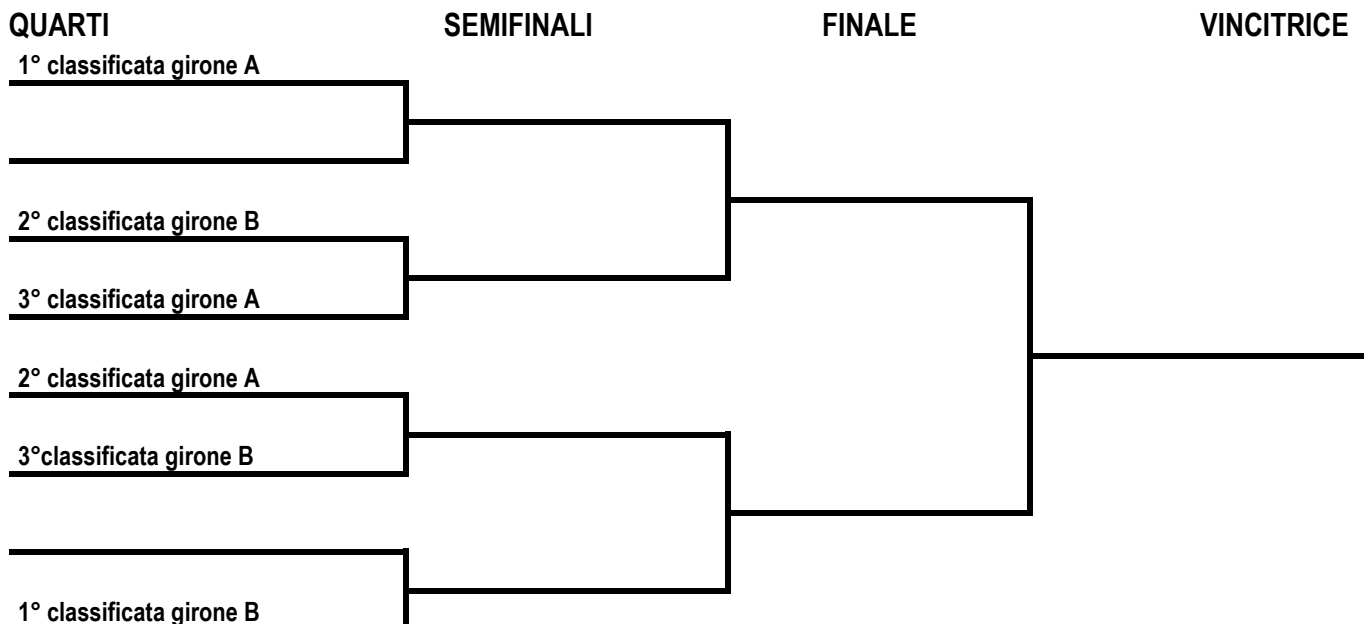 QUARTI SEMIFINALI FINALE VINCITRICE
1° classificata girone A
2° classificata girone B
3° classificata girone A
2° classificata girone A
3°classificata girone B
1° classificata girone B